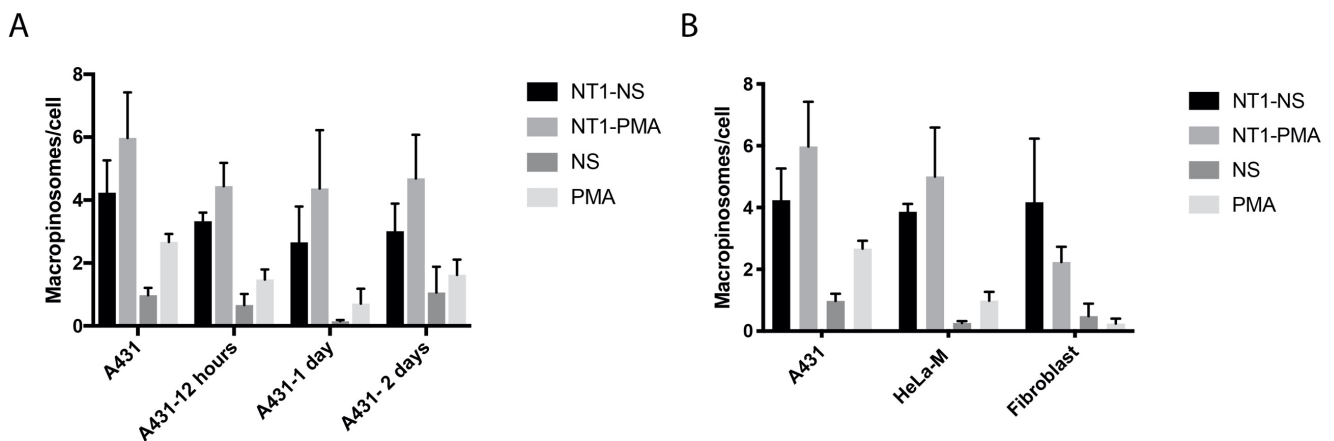 A
Macropinosomes/cell
8
6
4
2
0
A431
A431-12 hours
A431-1 day
A431- 2 days
NT1-NS
NT1-PMA
NS
PMA
B
Macropinosomes/cell
8
6
4
2
0
A431
HeLa-M
Fibroblast
NT1-NS
NT1-PMA
NS
PMA